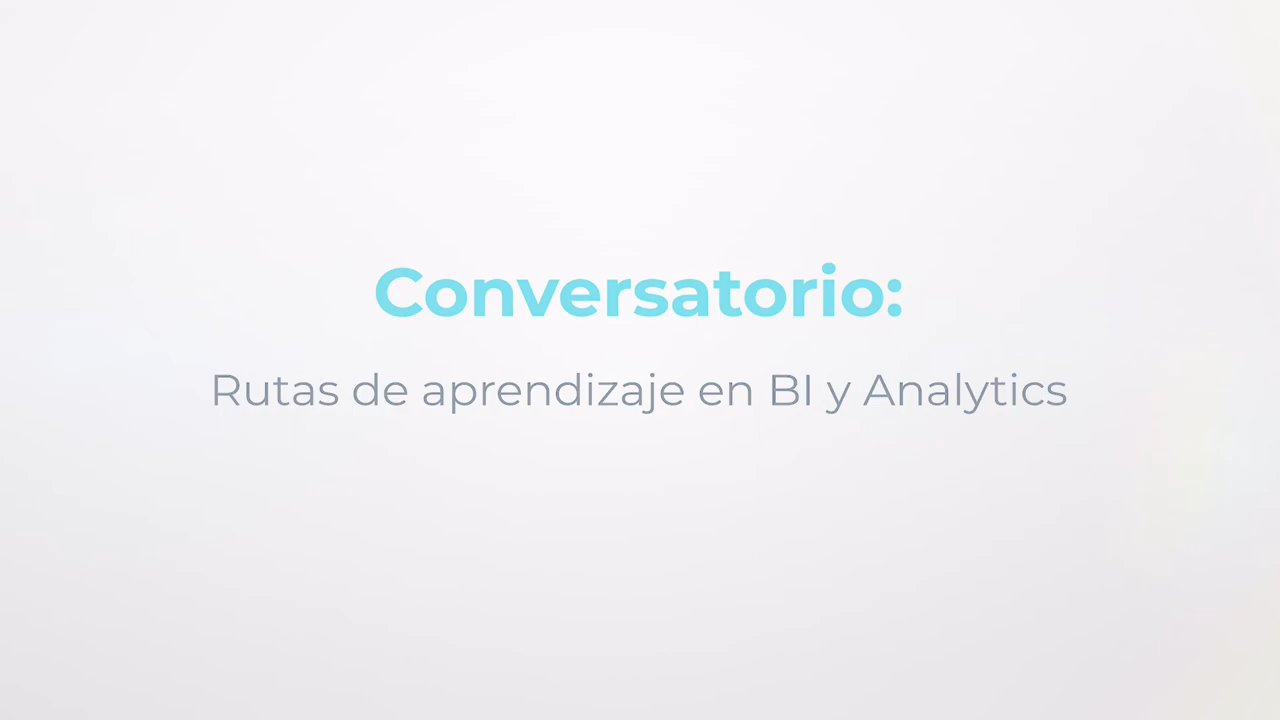 Conversatorio:
Rutas de aprendizaje en BI y Analytics